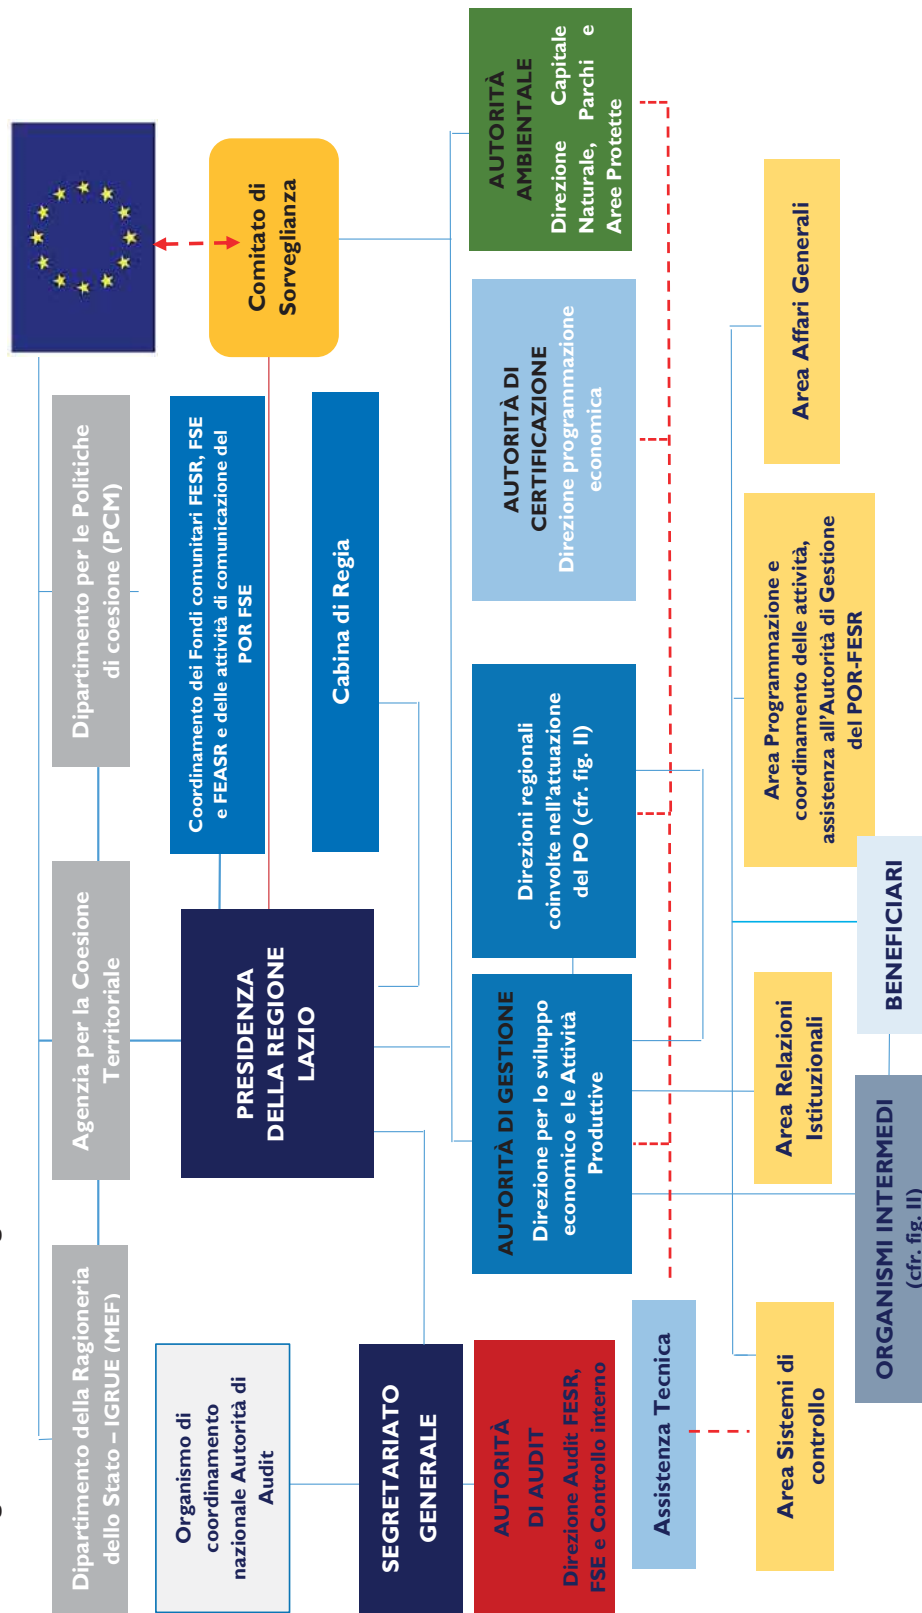 Dipartimento della Ragioneria
dello Stato – IGRUE (MEF)
Agenzia per la Coesione
Territoriale
Dipartimento per le Politiche
di coesione (PCM)
Organismo di
coordinamento
nazionale Autorità di
Audit
PRESIDENZA
DELLA REGIONE
LAZIO
Coordinamento dei Fondi comunitari FESR, FSE
e FEASR e delle attività di comunicazione del
POR FSE
Comitato di
Sorveglianza
Cabina di Regia
SEGRETARIATO
GENERALE
AUTORITÀ
DI AUDIT
Direzione Audit FESR,
FSE e Controllo interno
AUTORITÀ DI GESTIONE
Direzione per lo sviluppo
economico e le Attività
Produttive
Direzioni regionali
coinvolte nell'attuazione
del PO (cfr. fig. II)
AUTORITÀ DI
CERTIFICAZIONE
Direzione programmazione
economica
AUTORITÀ
AMBIENTALE
Direzione Capitale
Naturale, Parchi e
Aree Protette
Assistenza Tecnica
Area Sistemi di
controllo
Area Relazioni
Istituzionali
Area Programmazione e
coordinamento delle attività,
assistenza all'Autorità di Gestione
del POR-FESR
Area Affari Generali
ORGANISMI INTERMEDI
(cfr. fig. II)
BENEFICIARI